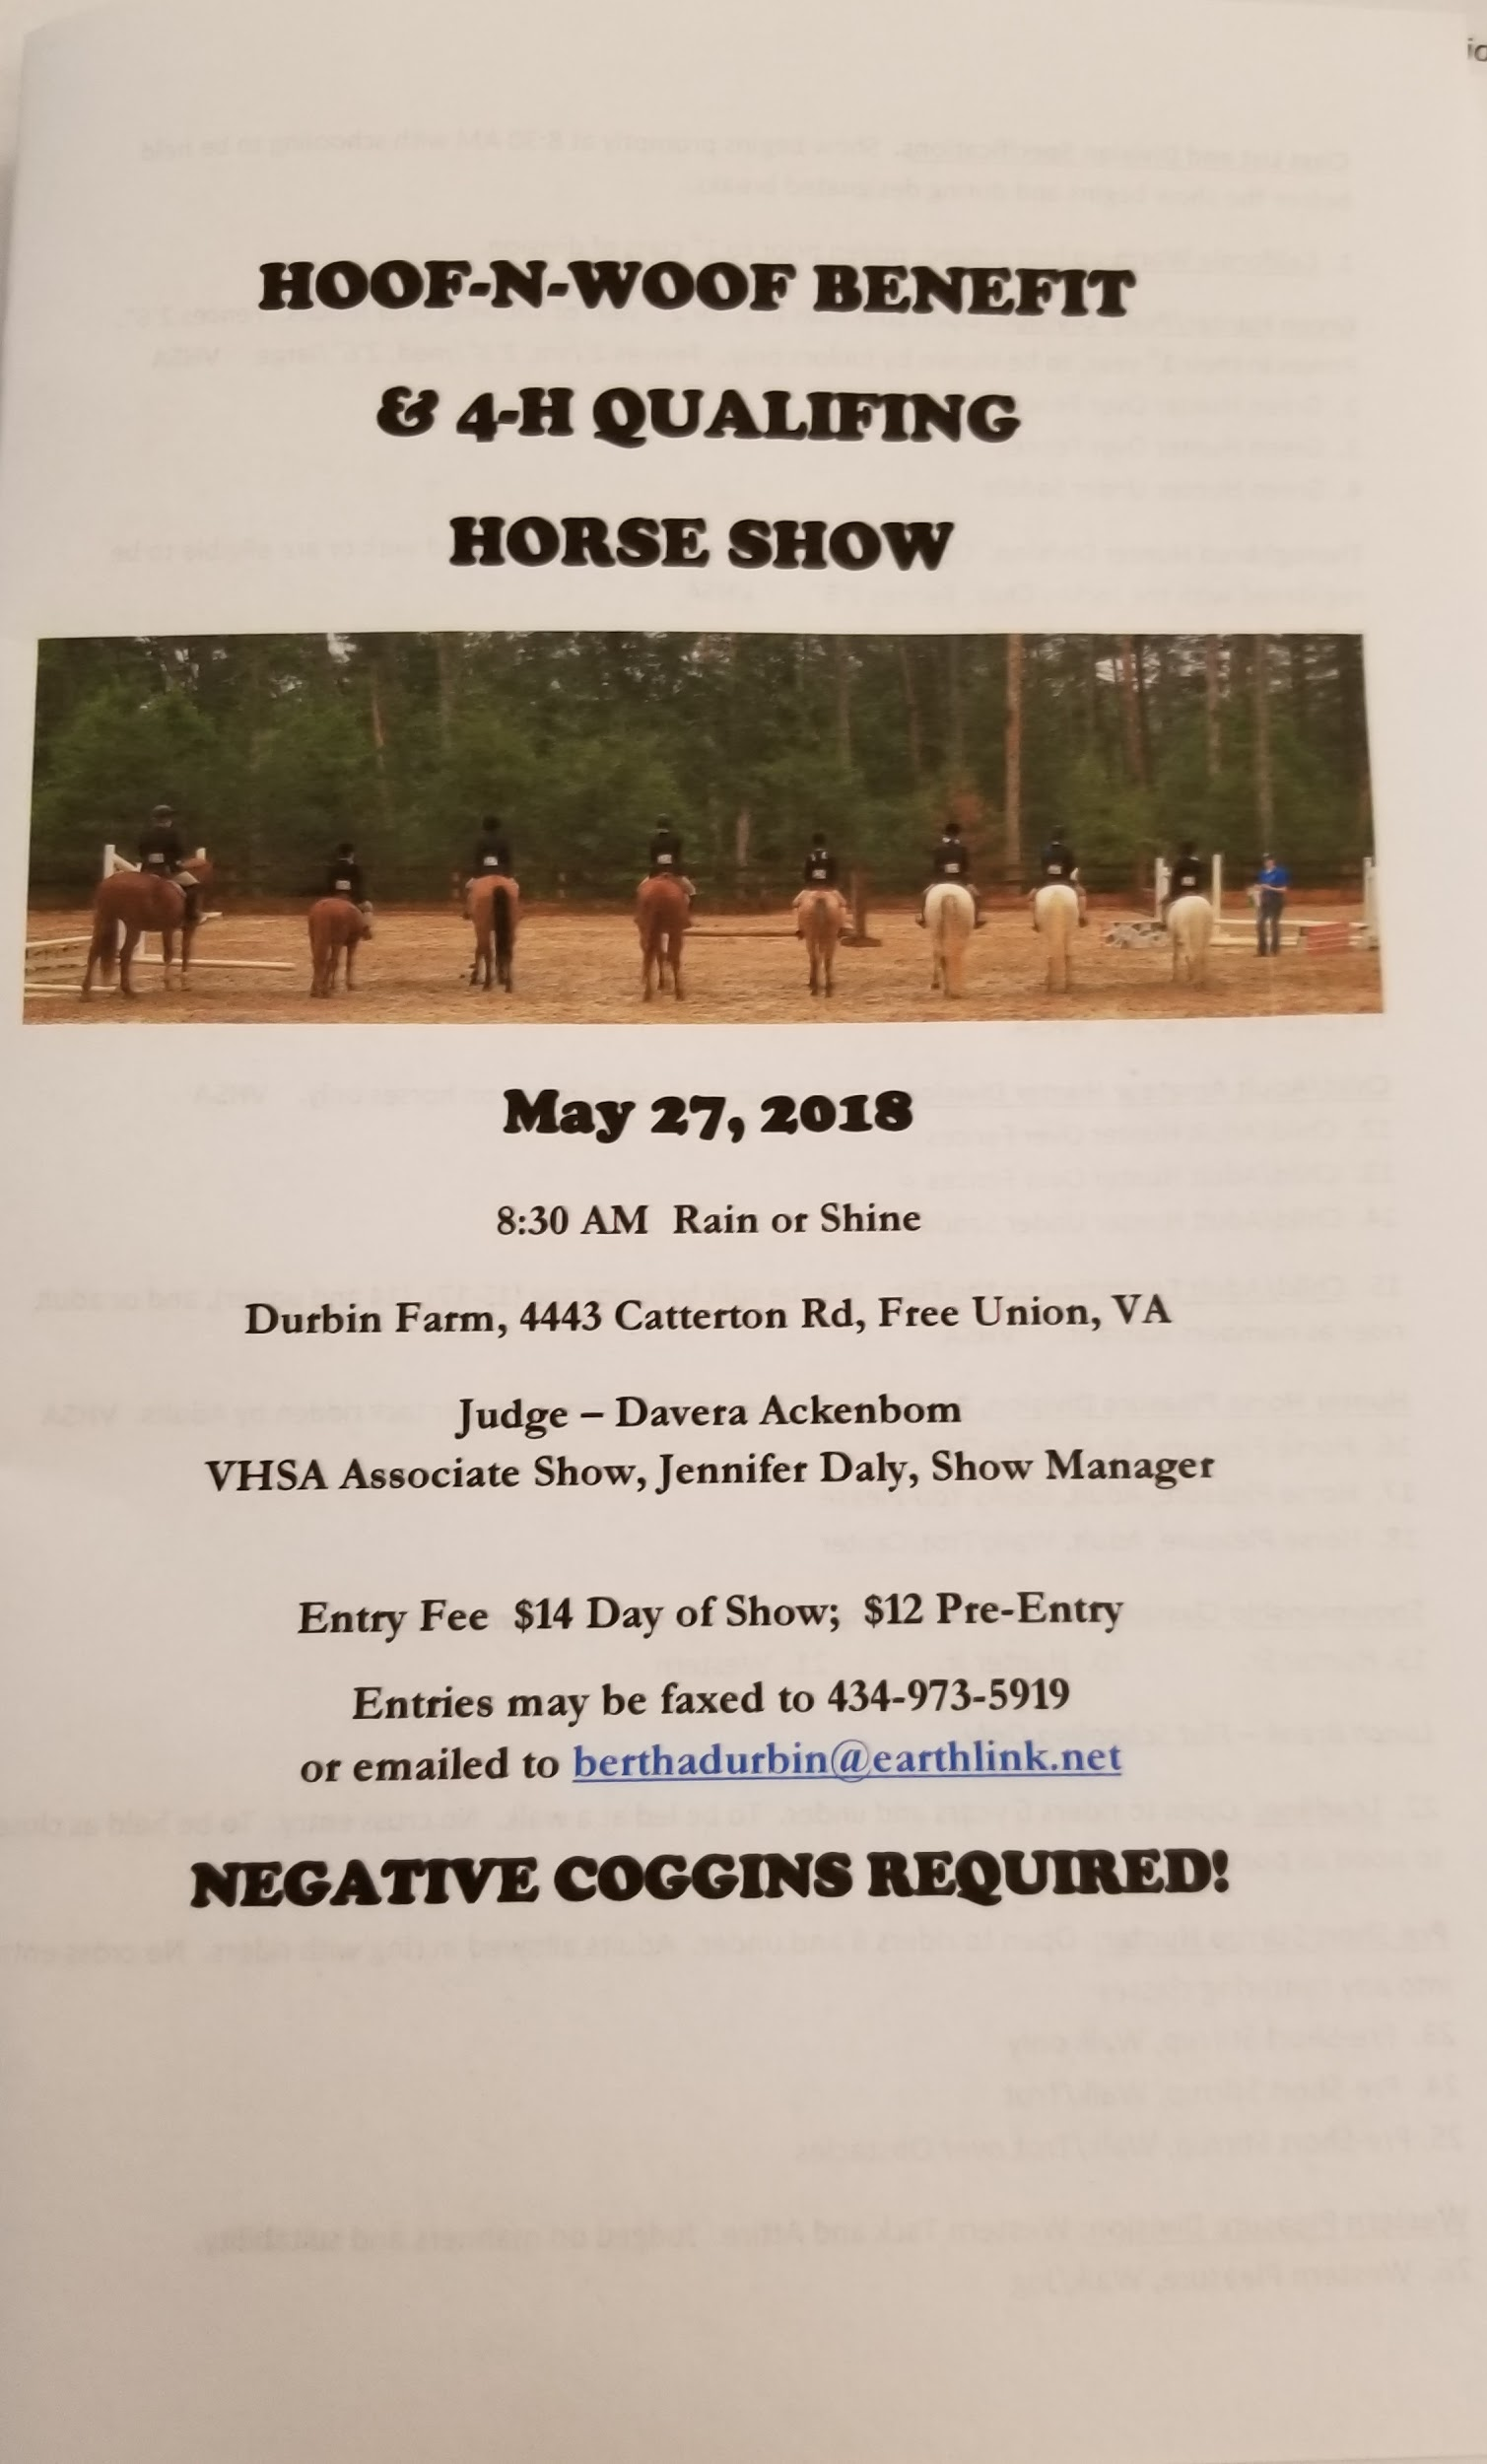 HOOF-N-WOOF BENEFIT
& 4-H QUALIFING
HORSE SHOW
May 27, 2018
8:30 AM Rain or Shine
Durbin Farm, 4443 Catterton Rd, Free Union, VA
Judge – Davera Ackenbom
VHSA Associate Show, Jennifer Daly, Show Manager
Entry Fee $14 Day of Show; $12 Pre-Entry
Entries may be faxed to 434-973-5919
or emailed to berthadurbin@earthlink.net
NEGATIVE COGGINS REQUIRED!